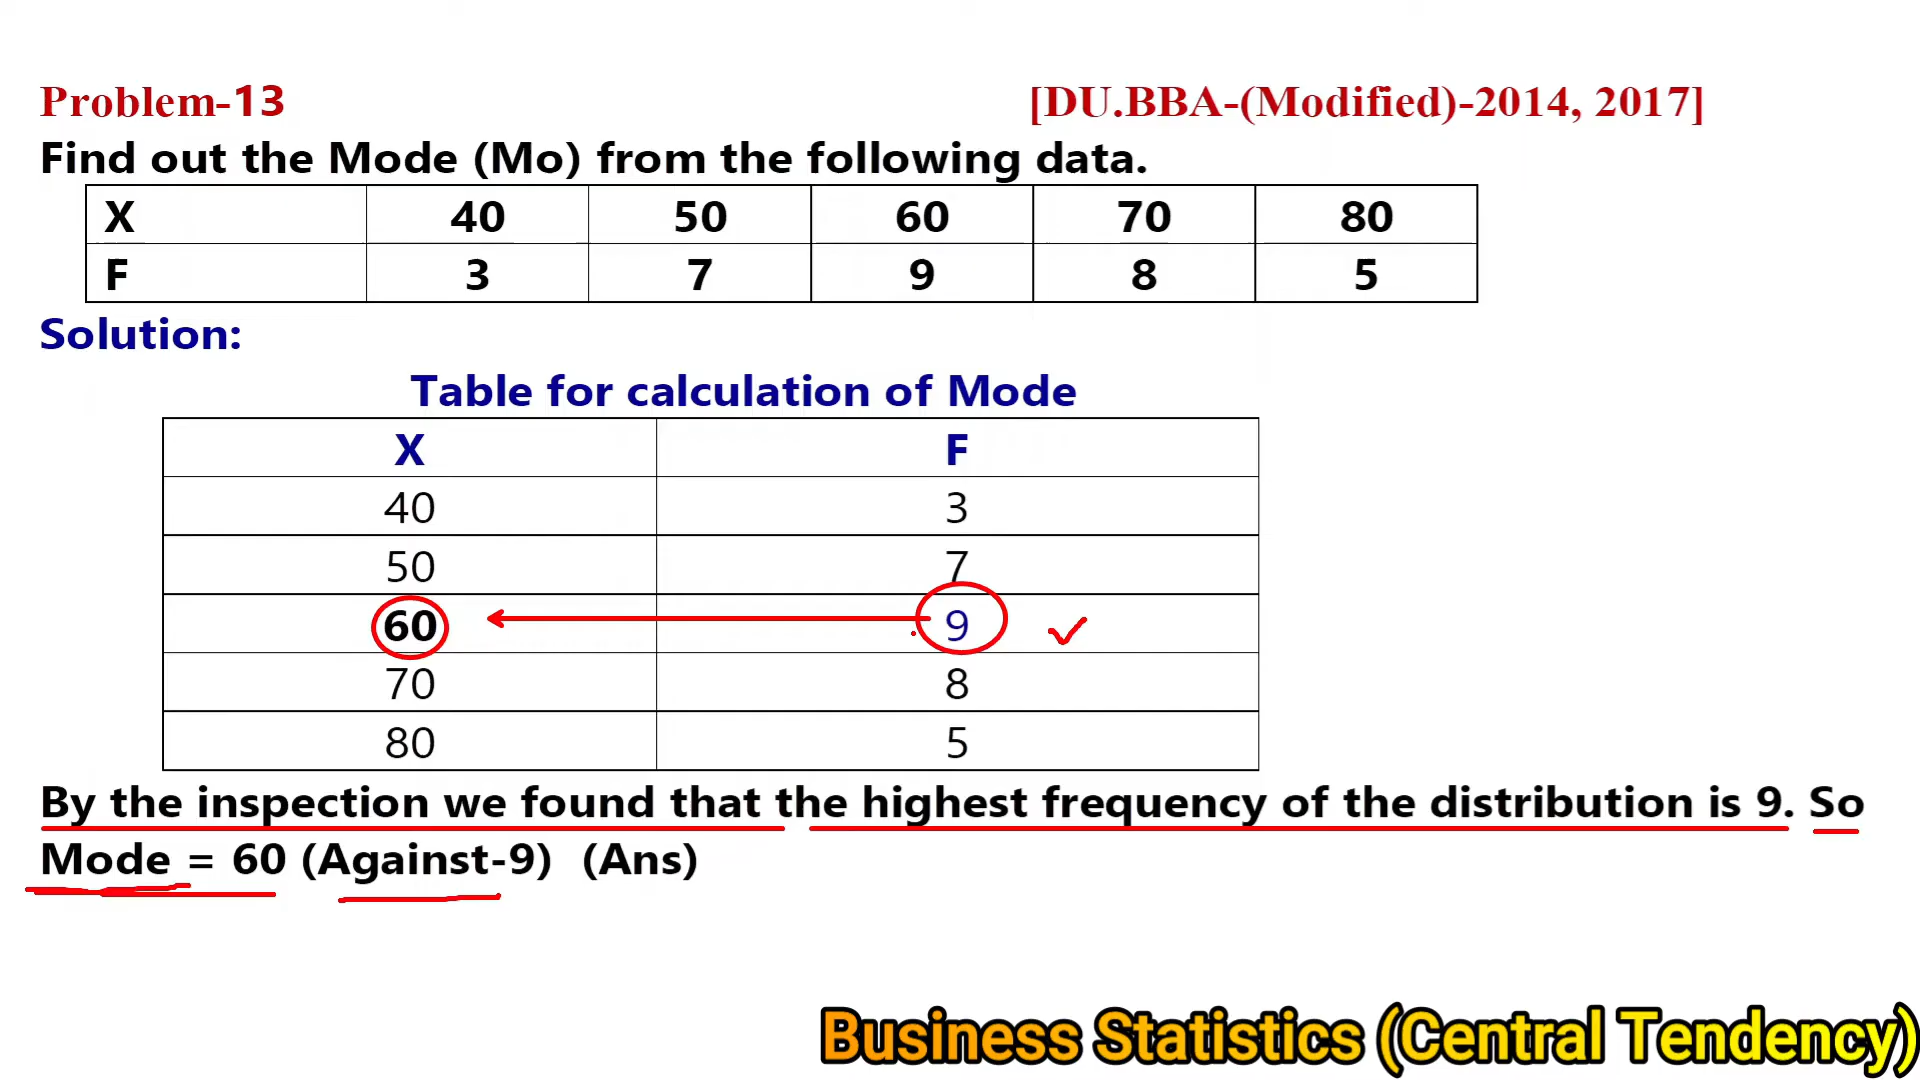 Problem-13 [DU.BBA-(Modified)-2014, 2017]
Find out the Mode (Mo) from the following data.
X 40 50 60 70 80
F 3 7 9 8 5
Solution:
Table for calculation of Mode
X F
40 3
50 7
60 9
70 8
80 5
By the inspection we found that the highest frequency of the distribution is 9. So
Mode = 60 (Against-9) (Ans)
Business Statistics (Central Tendency)